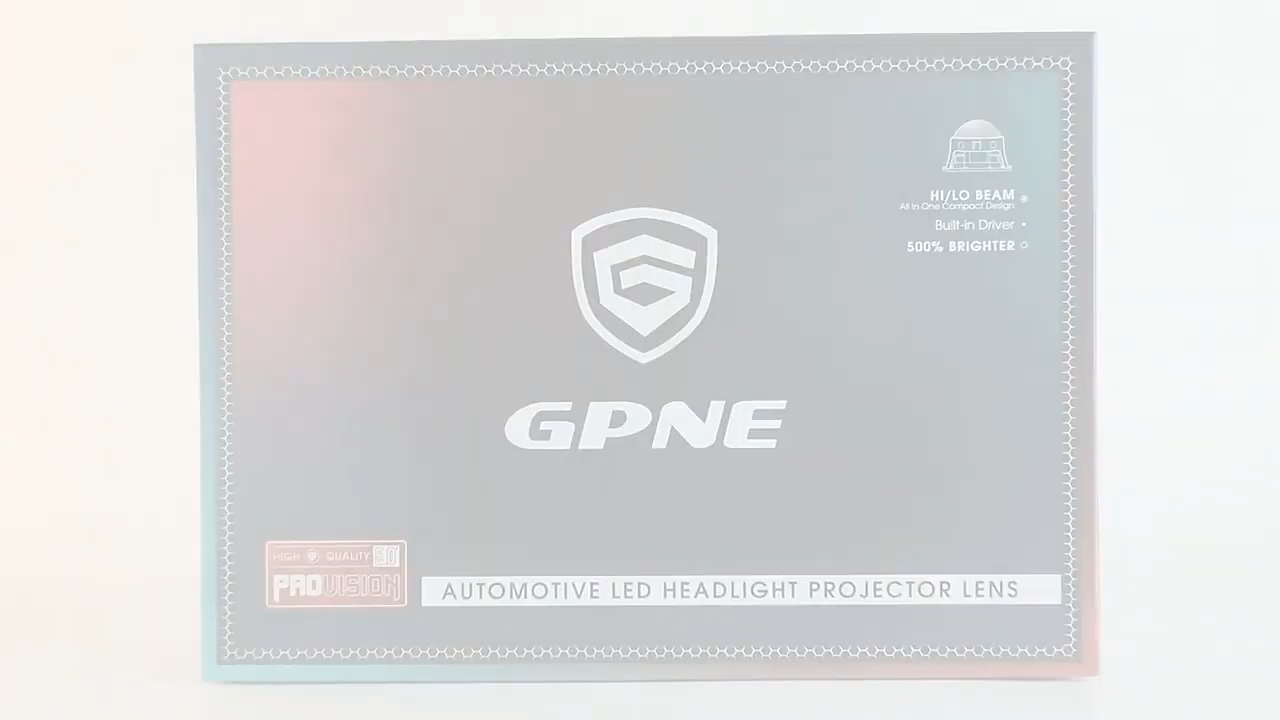 HI/LO BEAM
All In One Compact Design
Built-in Driver
500% BRIGHTER
GPNE
HIGH QUALITY
PROVISION
AUTOMOTIVE LED HEADLIGHT PROJECTOR LENS